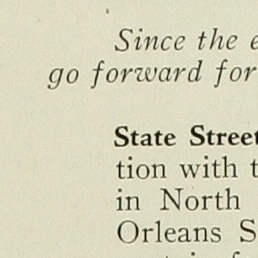 Since the
go forward for
State Street
tion with
in North
Orleans